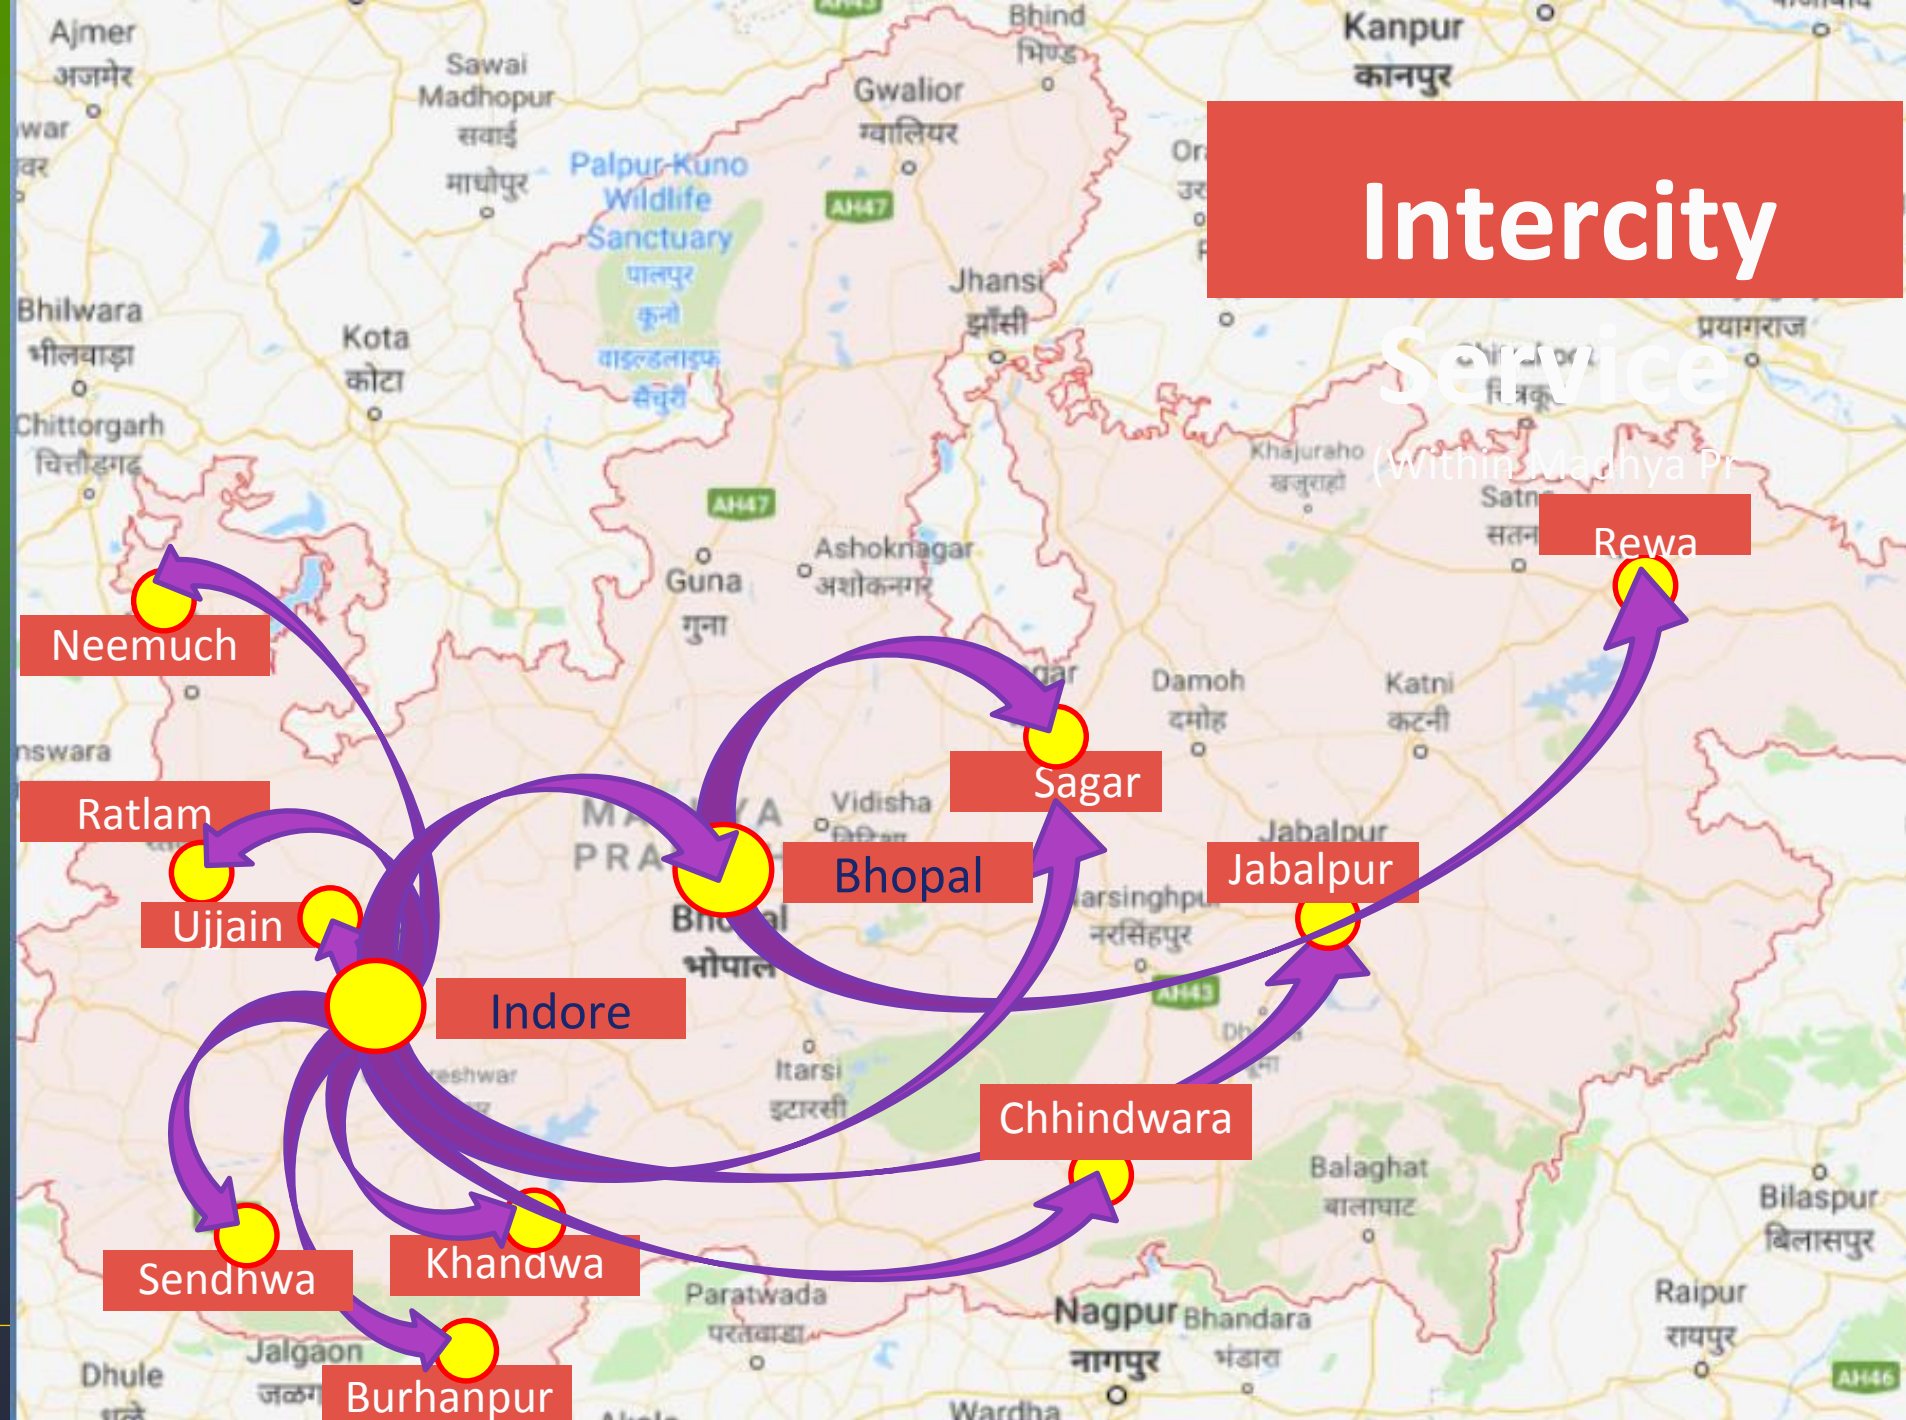 Ajmer
अजमेर
Sawai
Madhopur
सवाई
माधोपुर
Palpur-Kuno
Wildlife
Sanctuary
पालपुर
कूनो
वाइल्डलाइफ
सैंचुरी
Gwalior
ग्वालियर
AH47
Bhind
भिण्ड
Kanpur
कानपुर
Intercity
Service
(Within Madhya Pr
Jhansi
झाँसी
प्रयागराज
Bhilwara
भीलवाड़ा
Kota
कोटा
Chittorgarh
चित्तौड़गढ़
Khajuraho
खजुराहो
AH47
Guna
गुना
Ashoknagar
अशोकनगर
Rewa
Neemuch
Damoh
दमोह
Katni
कटनी
Sagar
Ratlam
Vidisha
Jabalpur
Jabalpur
Bhopal
भोपाल
Ujjain
नरसिंहपुर
AH43
Indore
Itarsi
इटारसी
Chhindwara
Balaghat
बालाघाट
Bilaspur
बिलासपुर
Khandwa
Sendhwa
Paratwada
परतवाडा
Nagpur
नागपुर
Bhandara
भंडारा
Raipur
रायपुर
AH46
Jalgaon
Dhule
Burhanpur
Wardha